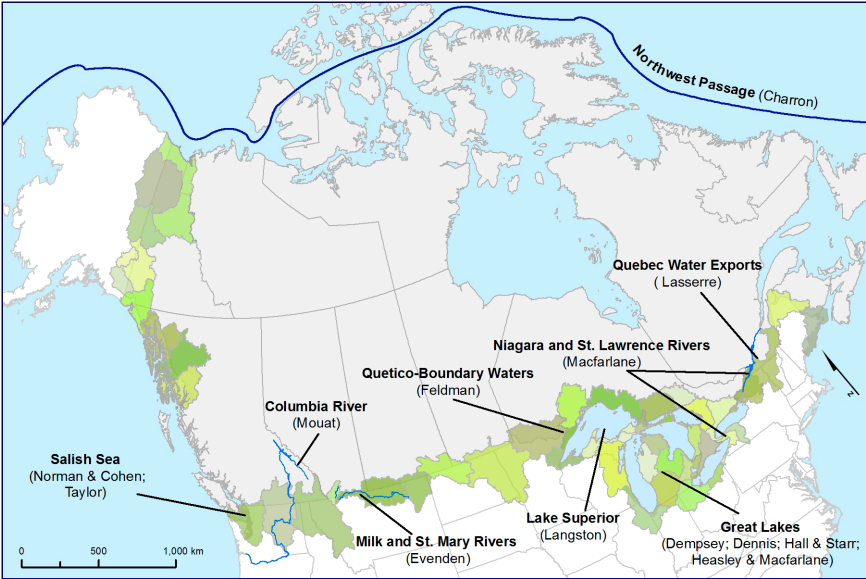 Northwest Passage (Charron)
Quebec Water Exports
( Lasserre)
Niagara and St. Lawrence Rivers
(Macfarlane)
Quetico-Boundary Waters
(Feldman)
Columbia River
(Mouat)
Salish Sea
(Norman & Cohen;
Taylor)
N
Lake Superior
(Langston)
Great Lakes
(Dempsey; Dennis; Hall & Starr;
Heasley & Macfarlane)
Milk and St. Mary Rivers
(Evenden)
0 500 1,000 km